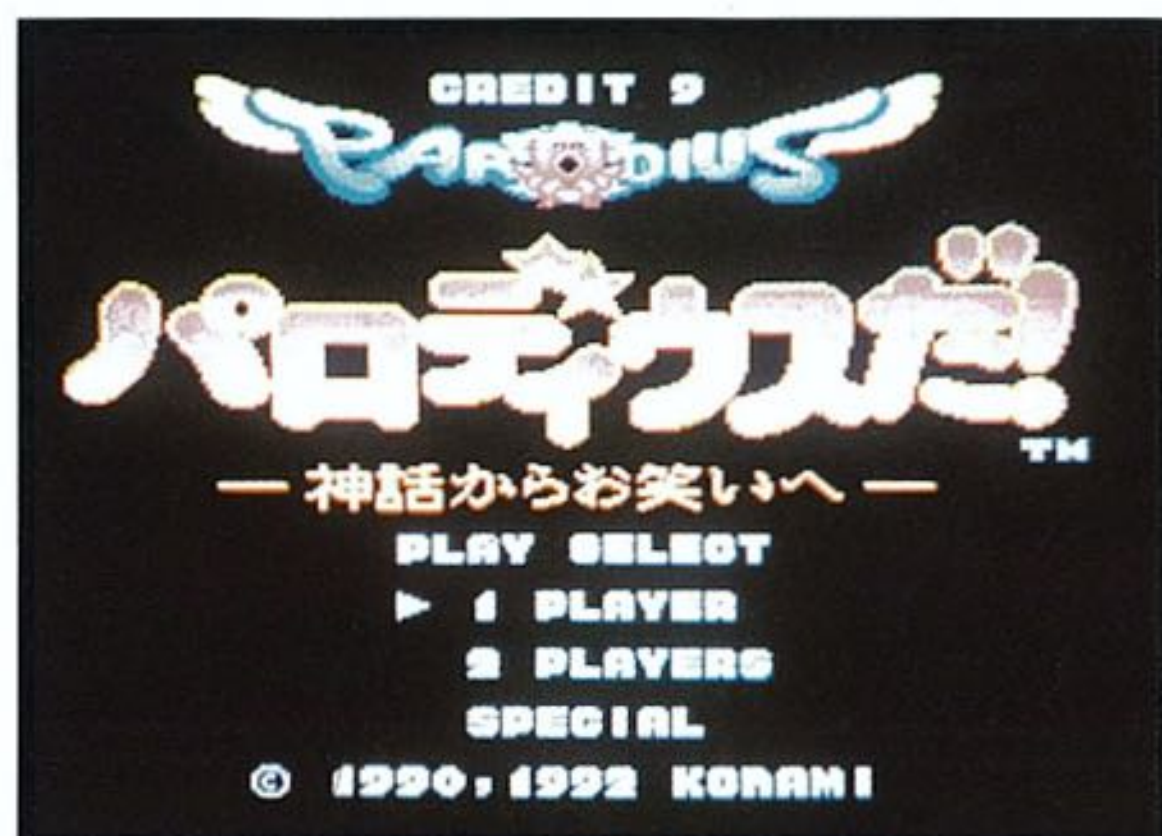 CREDIT 9
PARODIUS
パロディウスだ!
TM
—神話からお笑いへ—
PLAY SELECT
▶ 1 PLAYER
2 PLAYERS
SPECIAL
© 1990, 1992 KONAMI